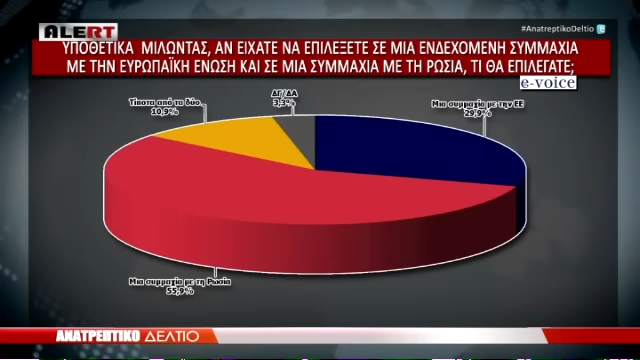 ALERT
#AnatreptikoDeltio
ΥΠΟΘΕΤΙΚΑ ΜΙΛΩΝΤΑΣ, ΑΝ ΕΙΧΑΤΕ ΝΑ ΕΠΙΛΕΞΕΤΕ ΣΕ ΜΙΑ ΕΝΔΕΧΟΜΕΝΗ ΣΥΜΜΑΧΙΑ
ΜΕ ΤΗΝ ΕΥΡΩΠΑΪΚΗ ΕΝΩΣΗ ΚΑΙ ΣΕ ΜΙΑ ΣΥΜΜΑΧΙΑ ΜΕ ΤΗ ΡΩΣΙΑ, ΤΙ ΘΑ ΕΠΙΛΕΓΑΤΕ;
e-voice
ΔΓ/ΔΑ
3,3%
Τίποτα από τα δύο
10,9%
Μια συμμαχία με την ΕΕ
29,9%
Μια συμμαχία με τη Ρωσία
55,9%
ΑΝΑΤΡΕΠΤΙΚΟ ΔΕΛΤΙΟ